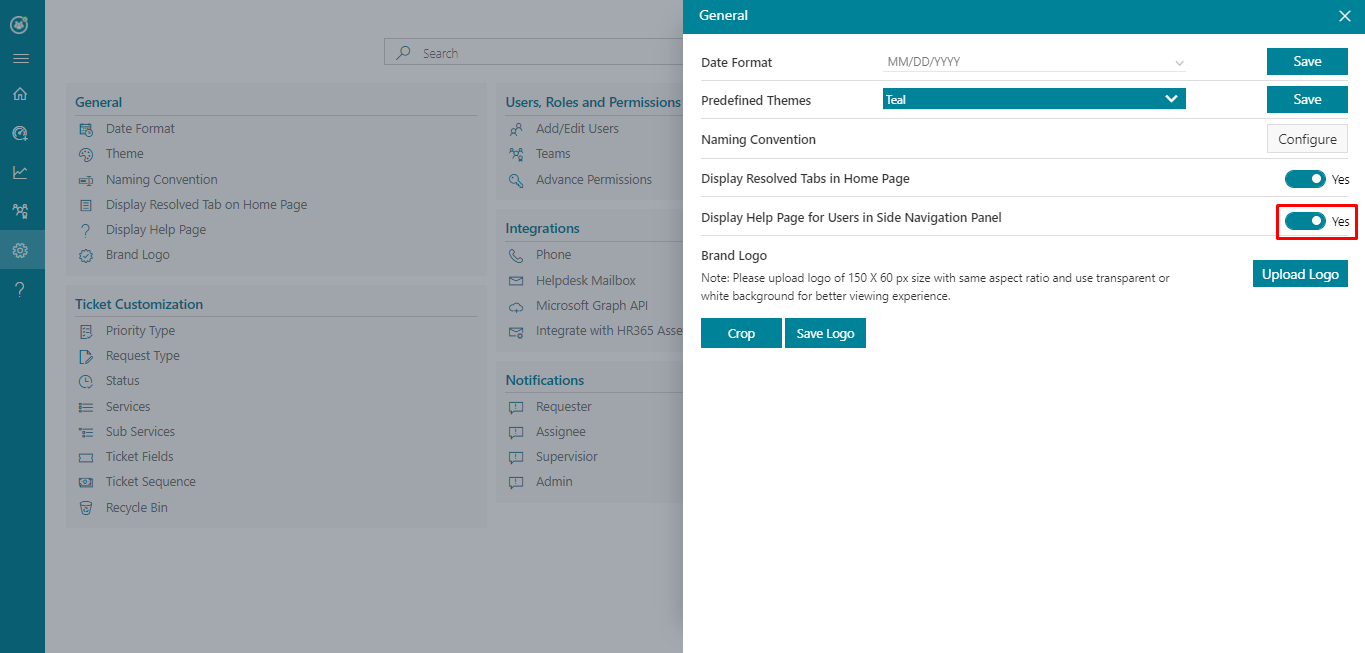 Search
General
Date Format
Theme
Naming Convention
Display Resolved Tab on Home Page
Display Help Page
Brand Logo
Ticket Customization
Priority Type
Request Type
Status
Services
Sub Services
Ticket Fields
Ticket Sequence
Recycle Bin
Users, Roles and Permissions
Add/Edit Users
Teams
Advance Permissions
Integrations
Phone
Helpdesk Mailbox
Microsoft Graph API
Integrate with HR365 Asse
Notifications
Requester
Assignee
Supervisior
Admin
General
Date Format MM/DD/YYYY Save
Predefined Themes Teal Save
Naming Convention Configure
Display Resolved Tabs in Home Page Yes
Display Help Page for Users in Side Navigation Panel Yes
Brand Logo
Note: Please upload logo of 150 X 60 px size with same aspect ratio and use transparent or
white background for better viewing experience.
Upload Logo
Crop Save Logo